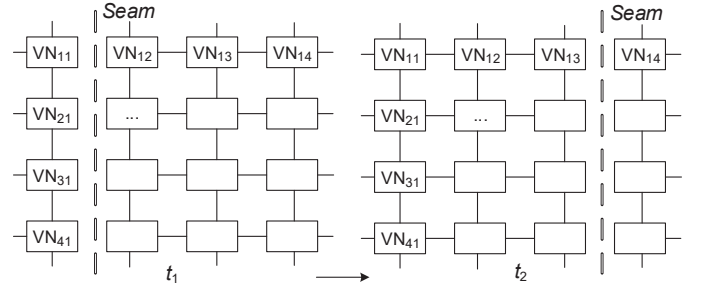 Seam Seam
VN11 VN12 VN13 VN14 VN11 VN12 VN13 VN14
VN21 ... VN21 ...
VN31 VN31
VN41 VN41
t1 t2